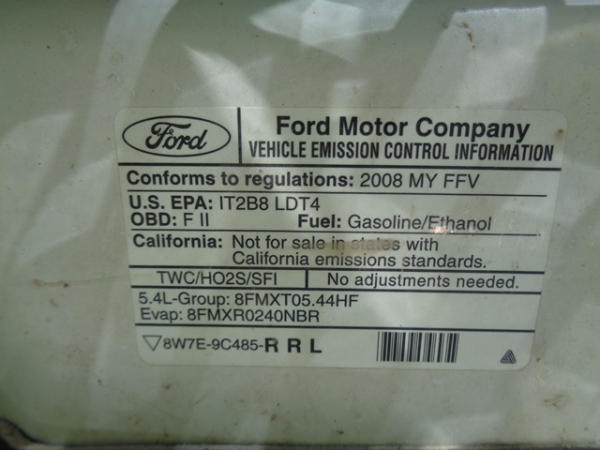 Ford
Ford Motor Company
VEHICLE EMISSION CONTROL INFORMATION
Conforms to regulations: 2008 MY FFV
U.S. EPA: IT2B8 LDT4
OBD: F II Fuel: Gasoline/Ethanol
California: Not for sale in states with
California emissions standards.
TWC/HO2S/SFI No adjustments needed.
5.4L-Group: 8FMXT05.44HF
Evap: 8FMXR0240NBR
▽8W7E-9C485-R R L